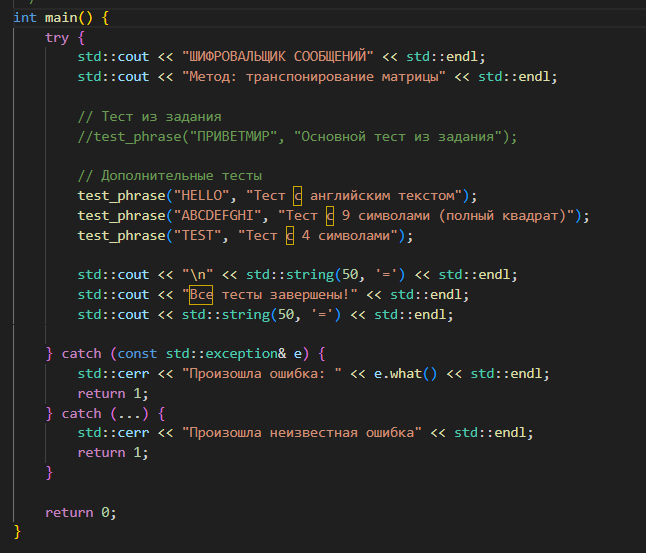 int main() {
try {
std::cout << "ШИФРОВАЛЬЩИК СООБЩЕНИЙ" << std::endl;
std::cout << "Метод: транспонирование матрицы" << std::endl;
// Тест из задания
//test_phrase("ПРИВЕТМИР", "Основной тест из задания");
// Дополнительные тесты
test_phrase("HELLO", "Тест с английским текстом");
test_phrase("ABCDEFGHI", "Тест с 9 символами (полный квадрат)");
test_phrase("TEST", "Тест с 4 символами");
std::cout << "\n" << std::string(50, '=') << std::endl;
std::cout << "Все тесты завершены!" << std::endl;
std::cout << std::string(50, '=') << std::endl;
} catch (const std::exception& e) {
std::cerr << "Произошла ошибка: " << e.what() << std::endl;
return 1;
} catch (...) {
std::cerr << "Произошла неизвестная ошибка" << std::endl;
return 1;
}
return 0;
}